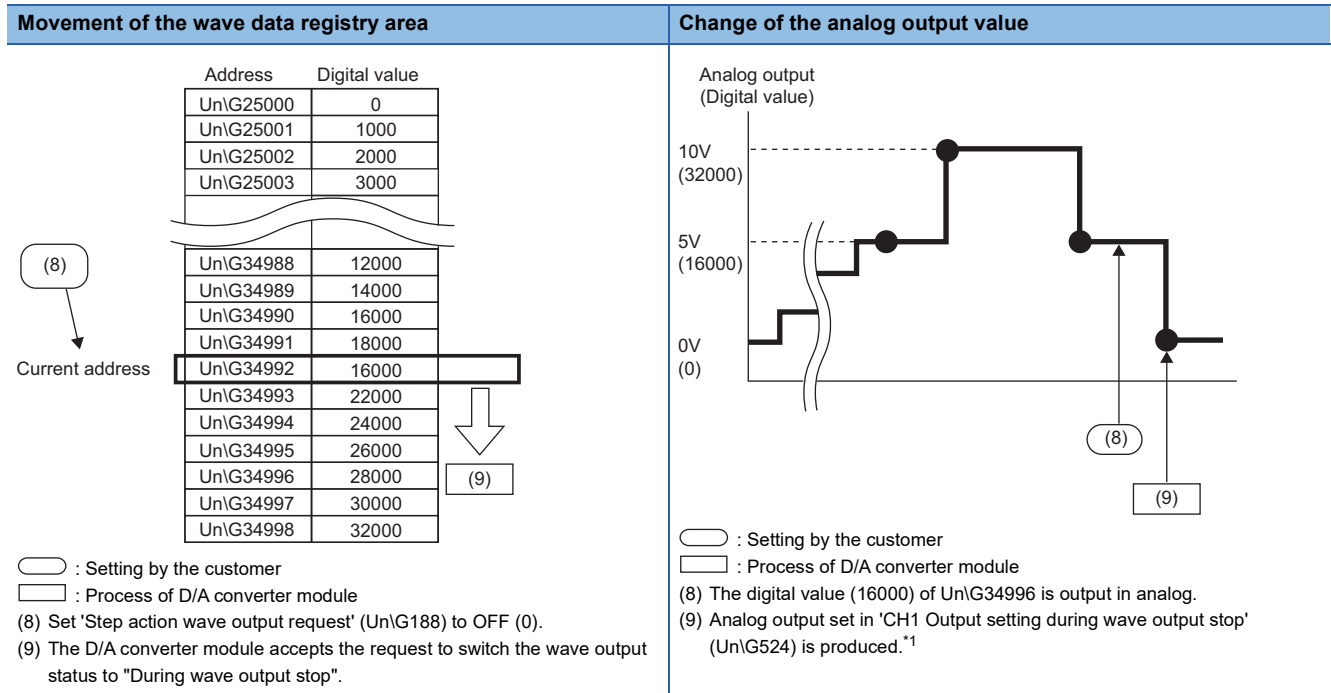 Movement of the wave data registry area
Change of the analog output value
Address Digital value
Un\G25000 0
Un\G25001 1000
Un\G25002 2000
Un\G25003 3000
Un\G34988 12000
Un\G34989 14000
Un\G34990 16000
Un\G34991 18000
Un\G34992 16000
Un\G34993 22000
Un\G34994 24000
Un\G34995 26000
Un\G34996 28000
Un\G34997 30000
Un\G34998 32000
(8)
Current address
(9)
: Setting by the customer
: Process of D/A converter module
(8) Set 'Step action wave output request' (Un\G188) to OFF (0).
(9) The D/A converter module accepts the request to switch the wave output
status to "During wave output stop".
Analog output
(Digital value)
10V
(32000)
5V
(16000)
0V
(0)
(8)
(9)
: Setting by the customer
: Process of D/A converter module
(8) The digital value (16000) of Un\G34996 is output in analog.
(9) Analog output set in 'CH1 Output setting during wave output stop'
(Un\G524) is produced.*1